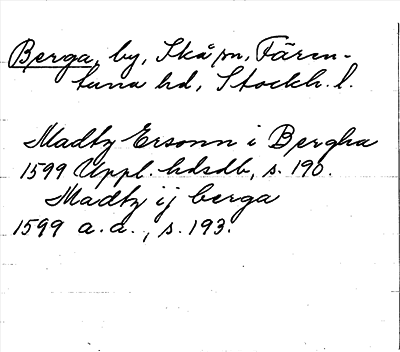 Berga, by, Skå sn, Fären-
tuna hd, Stockh. l.
Madtz Ersonn i Bergha
1599 Uppl. hdsdb, s. 190.
Madtz ij berga
1599 a. a., s. 193.